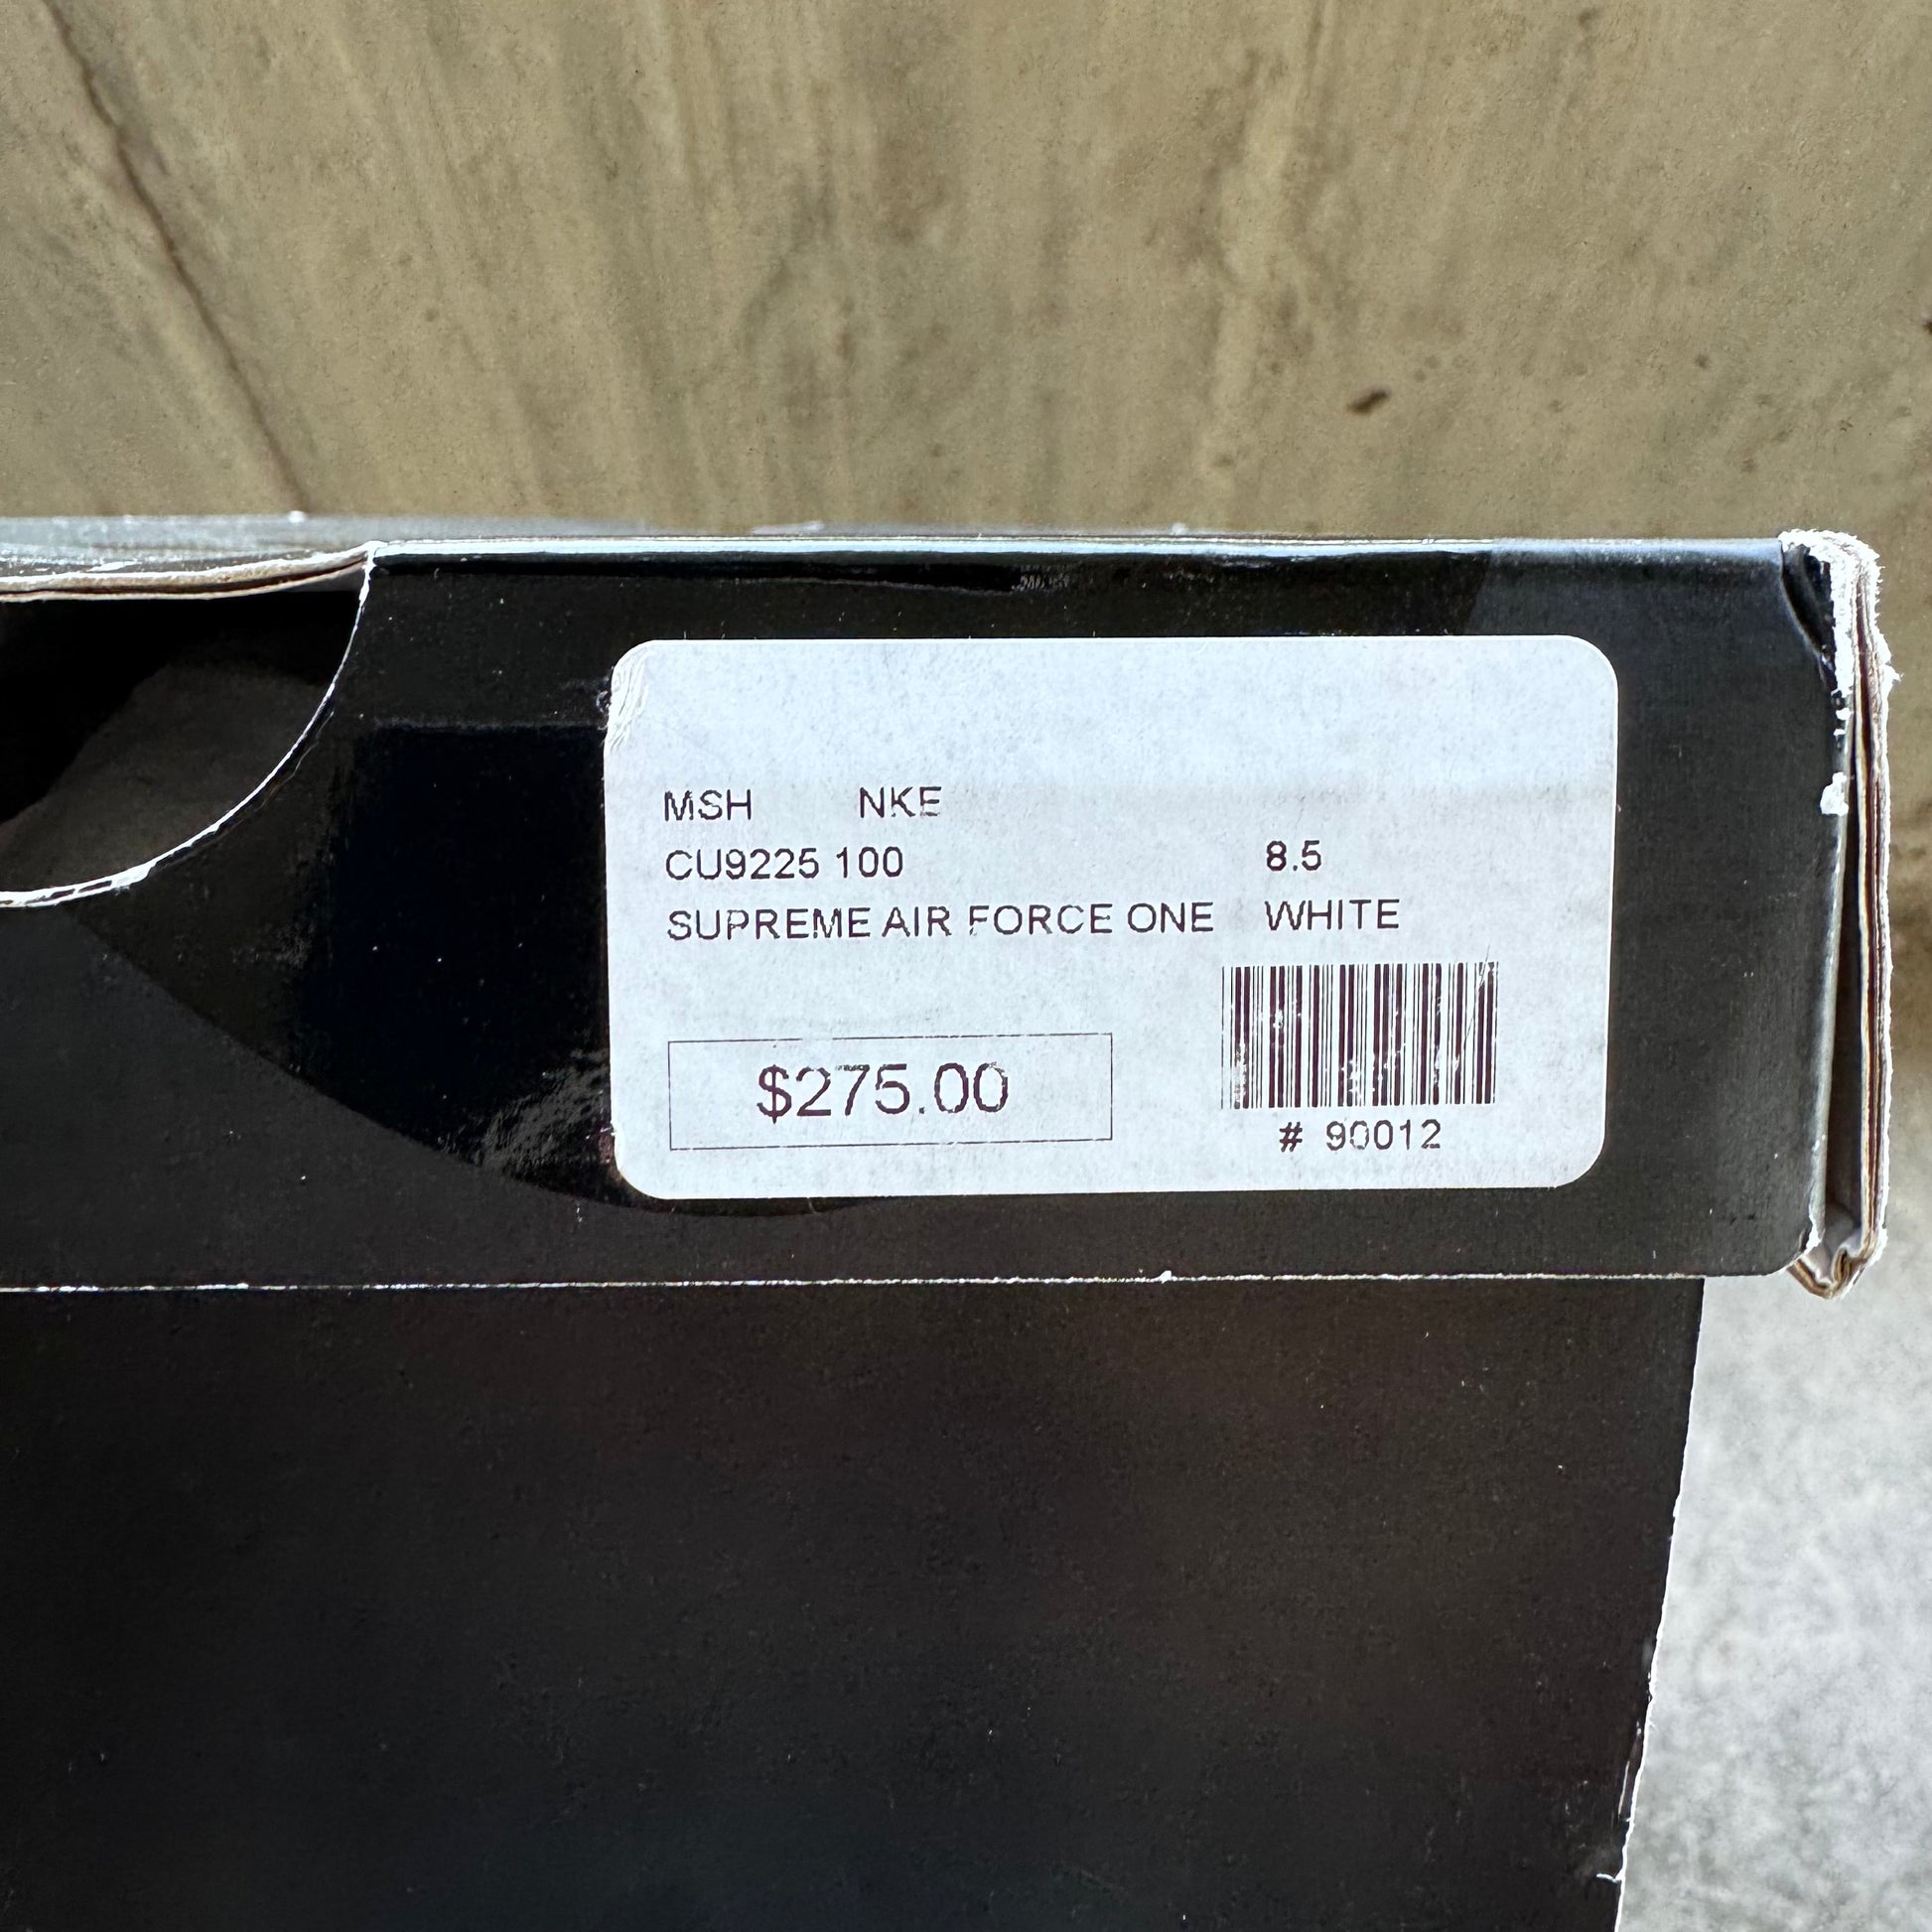 MSH NKE
CU9225 100 8.5
SUPREME AIR FORCE ONE WHITE
$275.00
# 90012